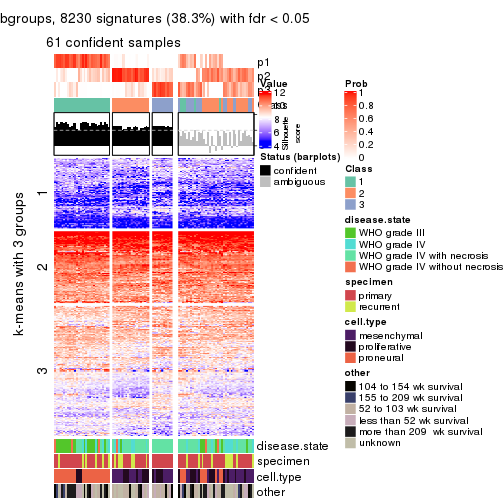 bgroups, 8230 signatures (38.3%) with fdr < 0.05
61 confident samples
p1
p2
p3
Value
12
10
8
6
4
Silhouette
score
Status (barplots)
confident
ambiguous
Prob
1
0.8
0.6
0.4
0.2
0
Class
1
2
3
disease.state
WHO grade III
WHO grade IV
WHO grade IV with necrosis
WHO grade IV without necrosis
specimen
primary
recurrent
cell.type
mesenchymal
proliferative
proneural
other
104 to 154 wk survival
155 to 209 wk survival
52 to 103 wk survival
less than 52 wk survival
more than 209 wk survival
unknown
k-means with 3 groups
1
2
3
disease.state
specimen
cell.type
other